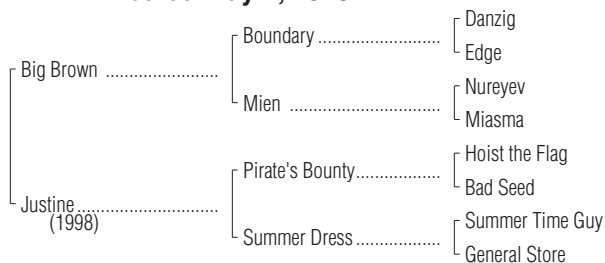 Boundary
Danzig
Edge
Big Brown
Mien
Nureyev
Miasma
Pirate's Bounty
Hoist the Flag
Bad Seed
Justine
(1998)
Summer Dress
Summer Time Guy
General Store